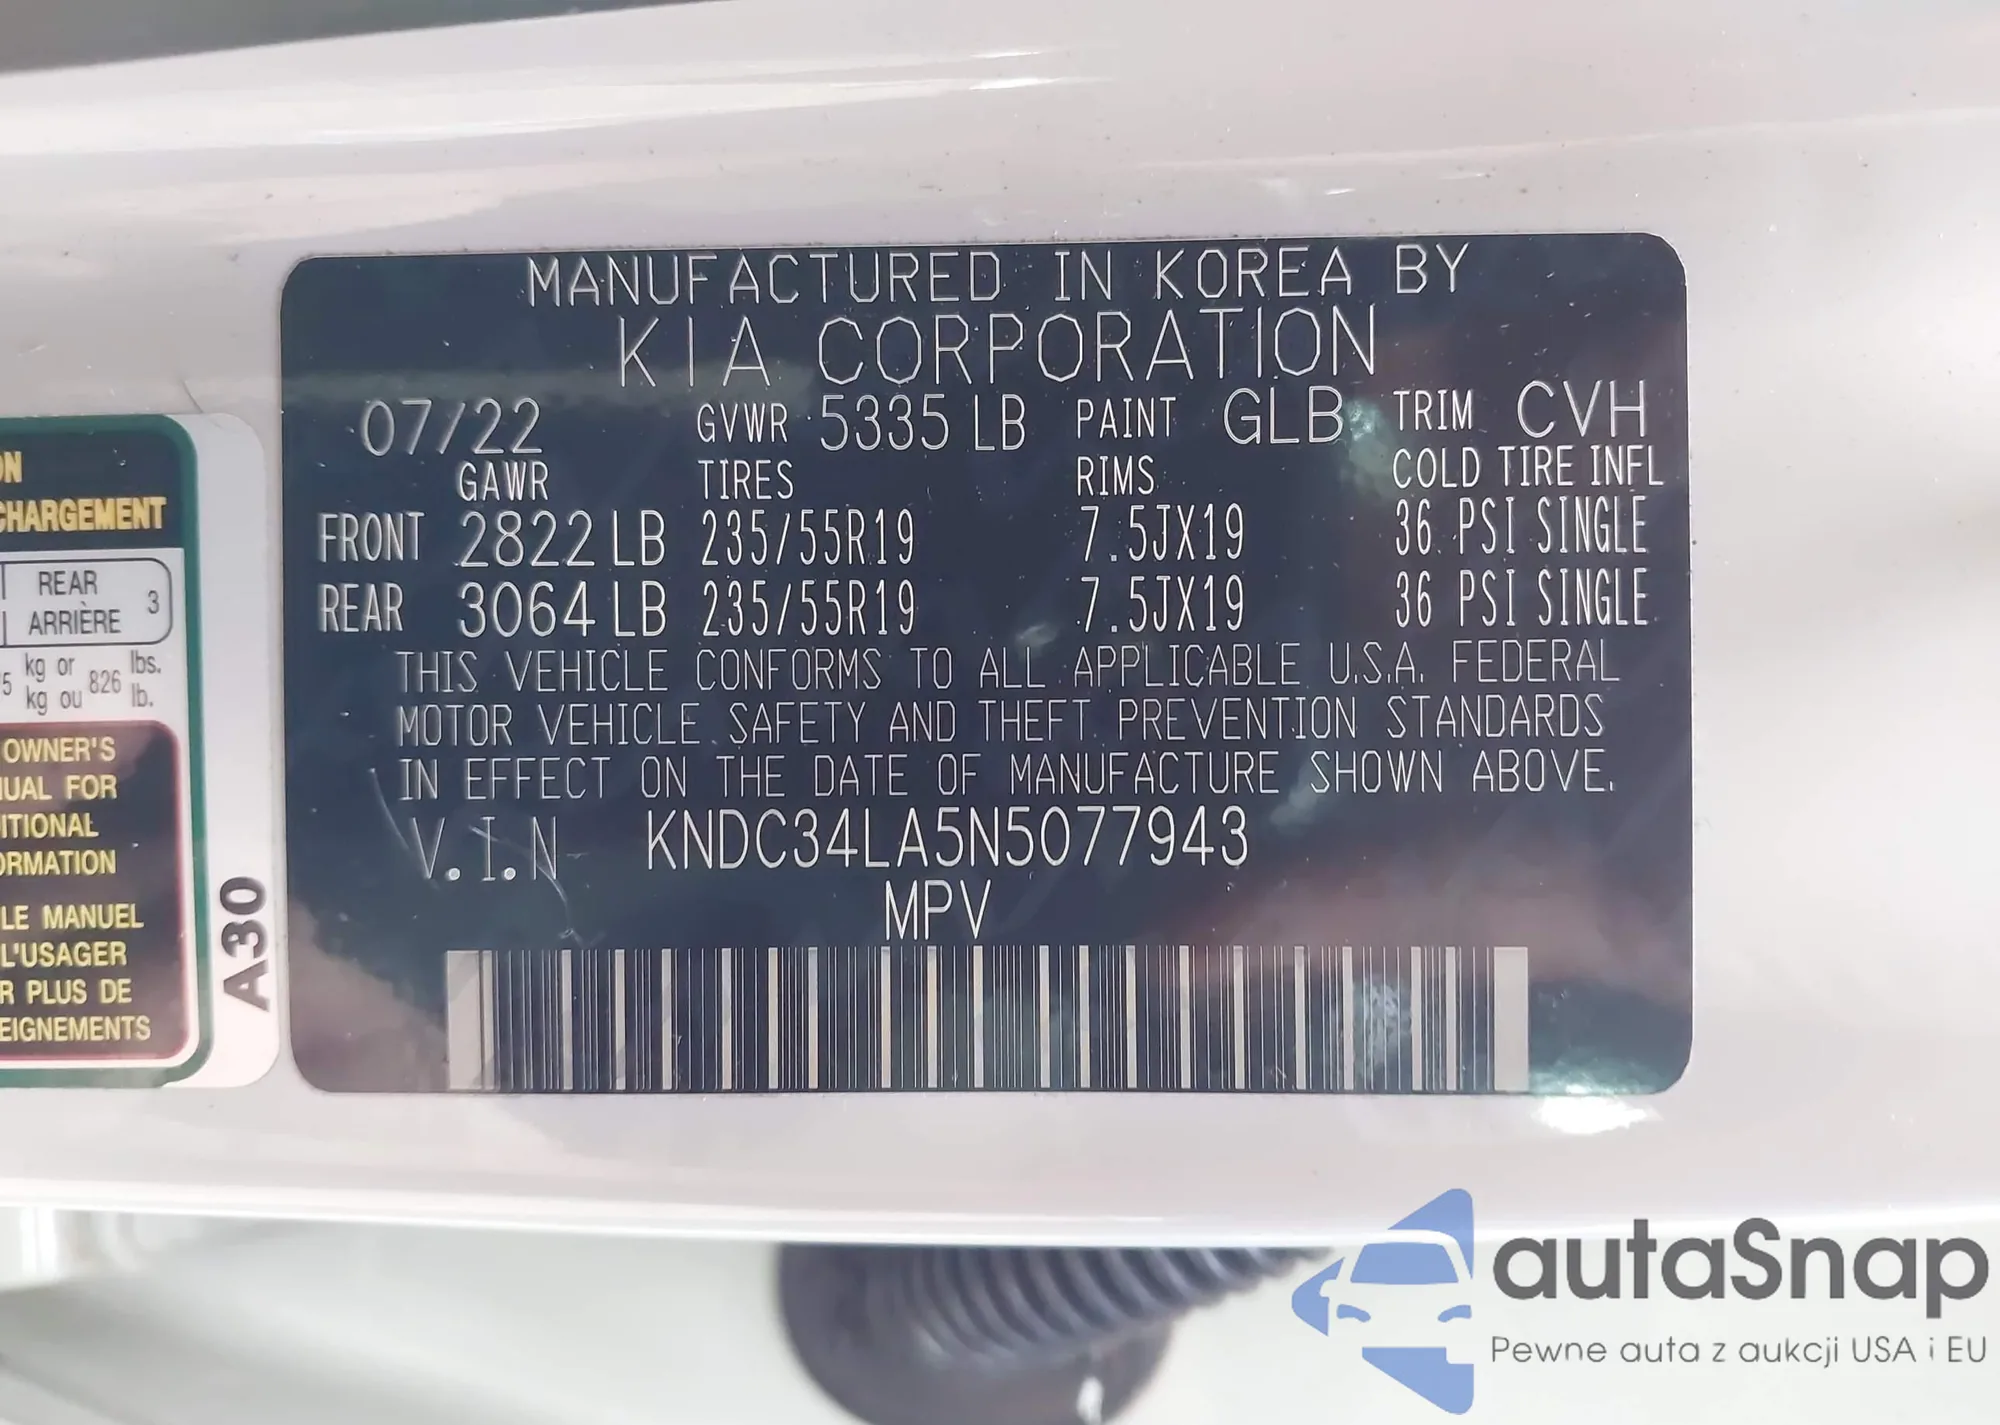 MANUFACTURED IN KOREA BY
KIA CORPORATION
07/22 GVWR 5335 LB PAINT GLB TRIM CVH
GAWR TIRES RIMS COLD TIRE INFL
FRONT 2822 LB 235/55R19 7.5JX19 36 PSI SINGLE
REAR 3064 LB 235/55R19 7.5JX19 36 PSI SINGLE
THIS VEHICLE CONFORMS TO ALL APPLICABLE U.S.A. FEDERAL
MOTOR VEHICLE SAFETY AND THEFT PREVENTION STANDARDS
IN EFFECT ON THE DATE OF MANUFACTURE SHOWN ABOVE.
V.I.N KNDC34LA5N5077943
MPV
ON
CHARGEMENT
REAR
ARRIÈRE 3
5 kg or 826 lbs.
kg ou lb.
OWNER'S
UAL FOR
ITIONAL
ORMATION
LE MANUEL
L'USAGER
R PLUS DE
EIGNEMENTS
A30
autaSnap
Pewne auta z aukcji USA i EU